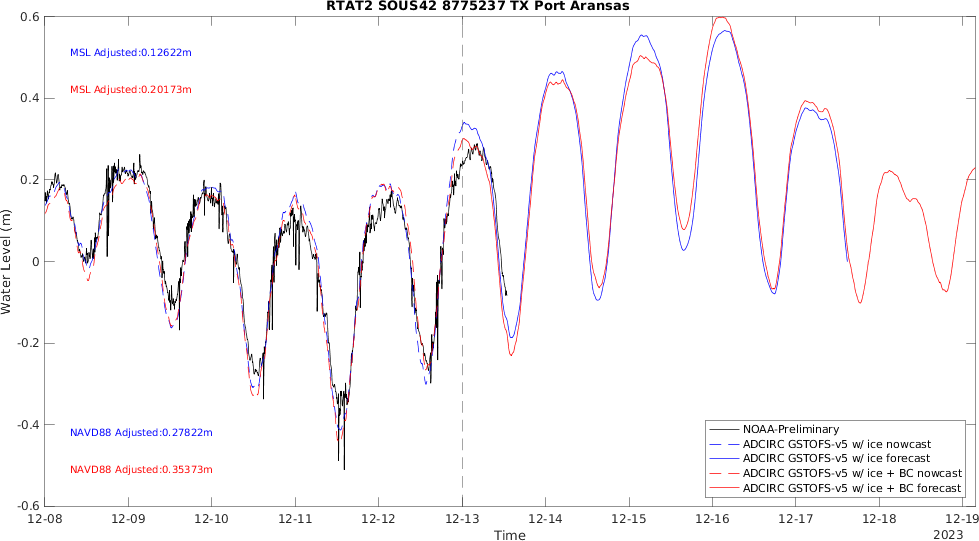 RTAT2 SOUS42 8775237 TX Port Aransas
0.6
0.4
0.2
0
-0.2
-0.4
-0.6
Water Level (m)
MSL Adjusted:0.12622m
MSL Adjusted:0.20173m
NAVD88 Adjusted:0.27822m
NAVD88 Adjusted:0.35373m
NOAA-Preliminary
ADCIRC GSTOFS-v5 w/ ice nowcast
ADCIRC GSTOFS-v5 w/ ice forecast
ADCIRC GSTOFS-v5 w/ ice + BC nowcast
ADCIRC GSTOFS-v5 w/ ice + BC forecast
12-08 12-09 12-10 12-11 12-12 12-13 12-14 12-15 12-16 12-17 12-18 12-19
Time
2023